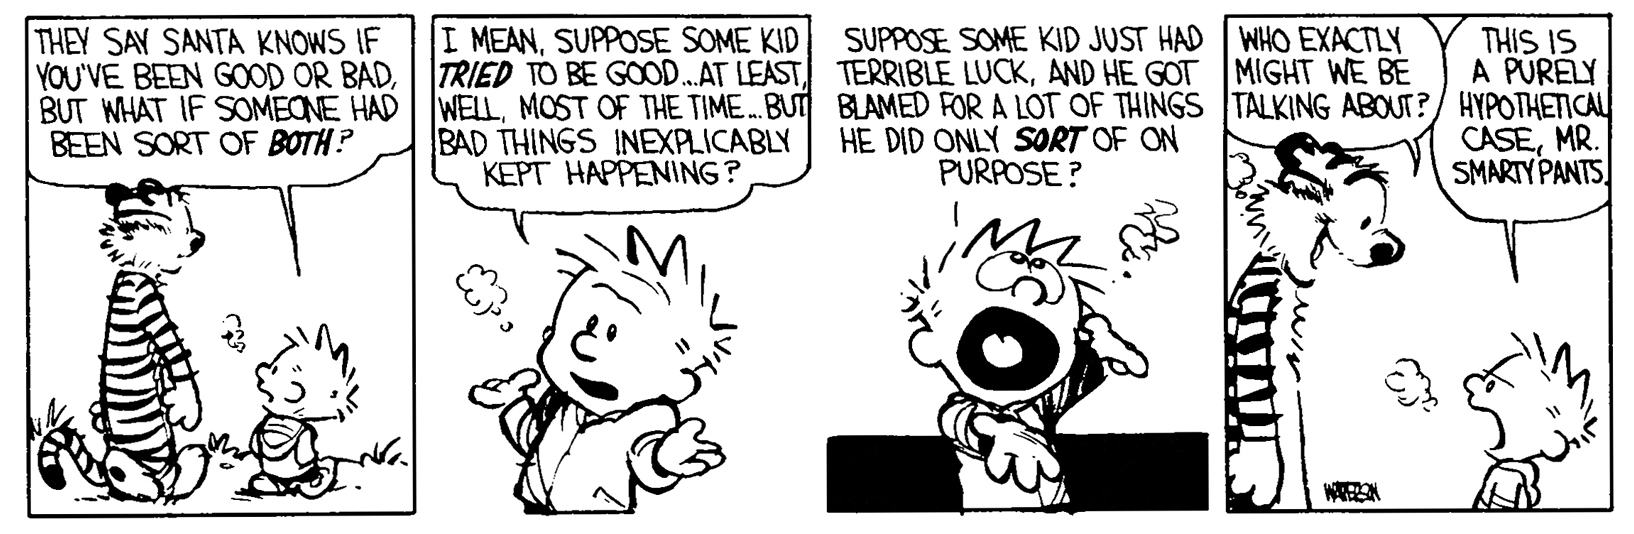 THEY SAY SANTA KNOWS IF
YOU'VE BEEN GOOD OR BAD,
BUT WHAT IF SOMEONE HAD
BEEN SORT OF BOTH?
I MEAN, SUPPOSE SOME KID
TRIED TO BE GOOD...AT LEAST,
WELL, MOST OF THE TIME...BUT
BAD THINGS INEXPLICABLY
KEPT HAPPENING?
SUPPOSE SOME KID JUST HAD
TERRIBLE LUCK, AND HE GOT
BLAMED FOR A LOT OF THINGS
HE DID ONLY SORT OF ON
PURPOSE?
WHO EXACTLY
MIGHT WE BE
TALKING ABOUT?
THIS IS
A PURELY
HYPOTHETICAL
CASE, MR.
SMARTY PANTS.
WATTERSON